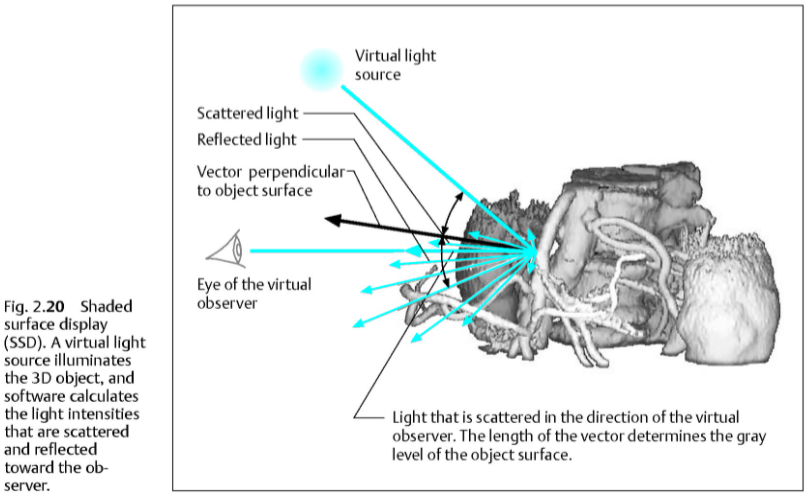 Virtual light
source
Scattered light
Reflected light
Vector perpendicular
to object surface
Eye of the virtual
observer
Fig. 2.20 Shaded
surface display
(SSD). A virtual light
source illuminates
the 3D object, and
software calculates
the light intensities
that are scattered
and reflected
toward the ob-
server.
Light that is scattered in the direction of the virtual
observer. The length of the vector determines the gray
level of the object surface.